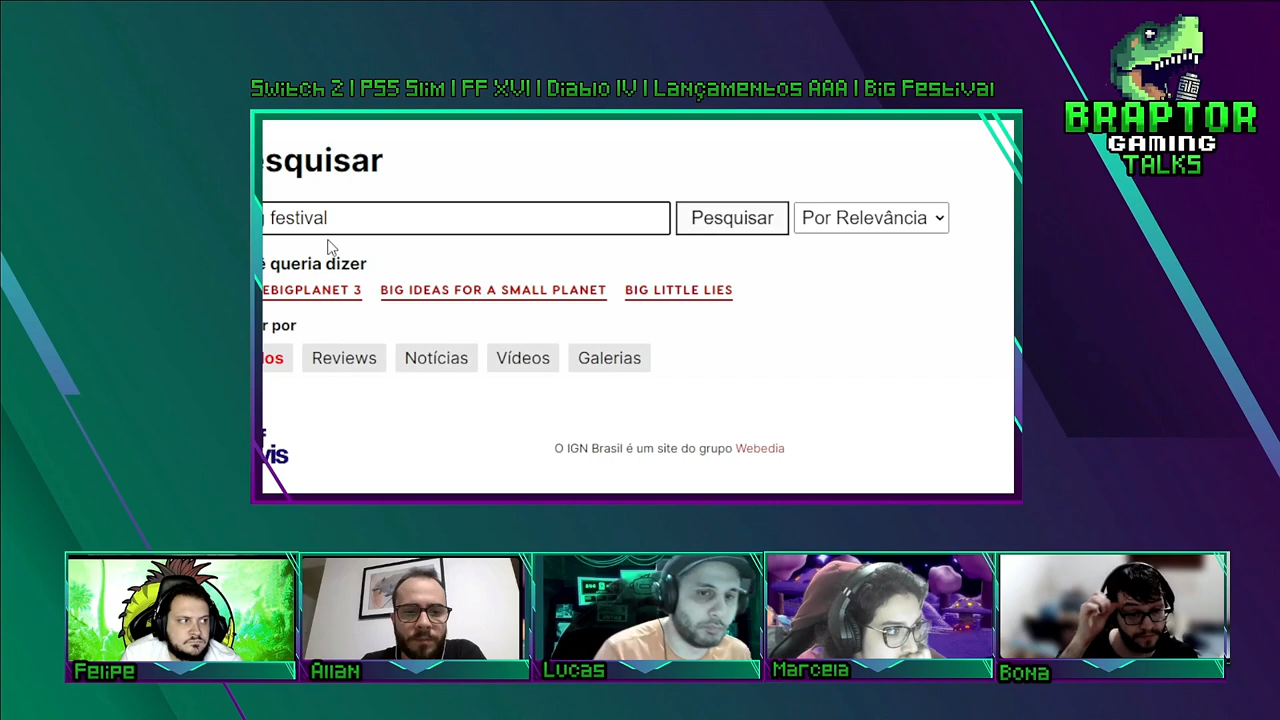 Switch 2 | PS5 Slim | FF XVI | Diablo IV | Lançamentos AAA | Big Festival
BRAPTOR
GAMING
TALKS
esquisar
festival
Pesquisar
Por Relevância
ê queria dizer
EBIGPLANET 3
BIG IDEAS FOR A SMALL PLANET
BIG LITTLE LIES
r por
os
Reviews
Notícias
Vídeos
Galerias
vis
O IGN Brasil é um site do grupo Webedia
Felipe
Allan
Lucas
Marcela
Bona